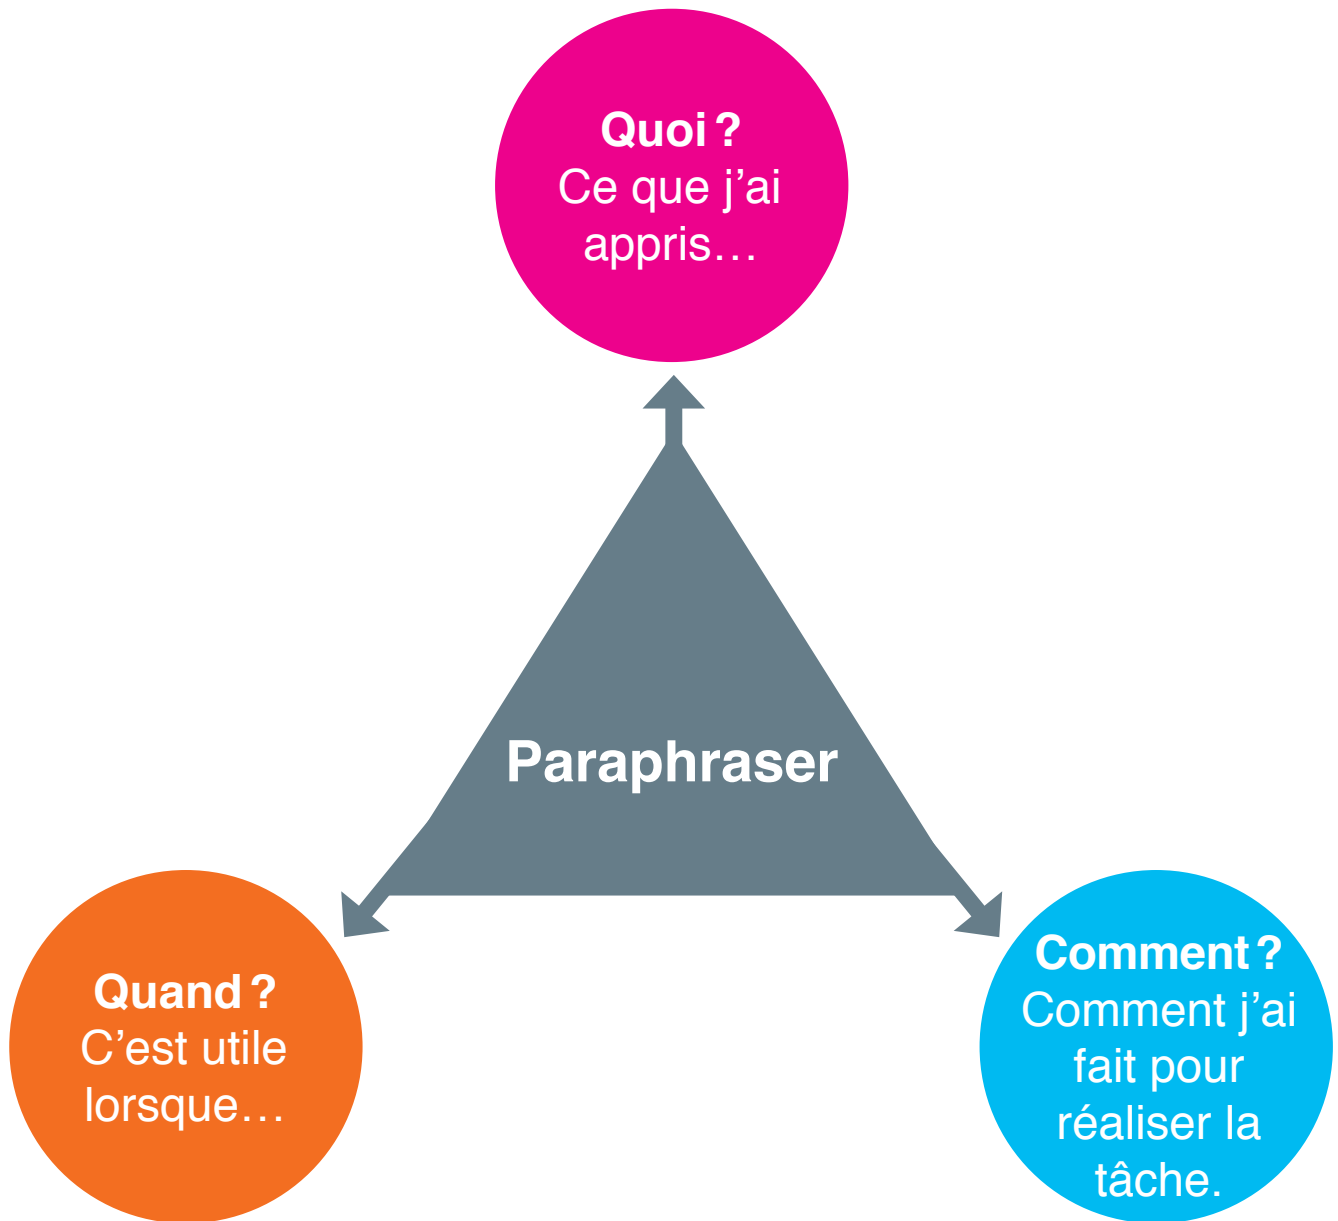 Quoi ?
Ce que j’ai
appris…
Paraphraser
Quand ?
C’est utile
lorsque…
Comment ?
Comment j’ai
fait pour
réaliser la
tâche.